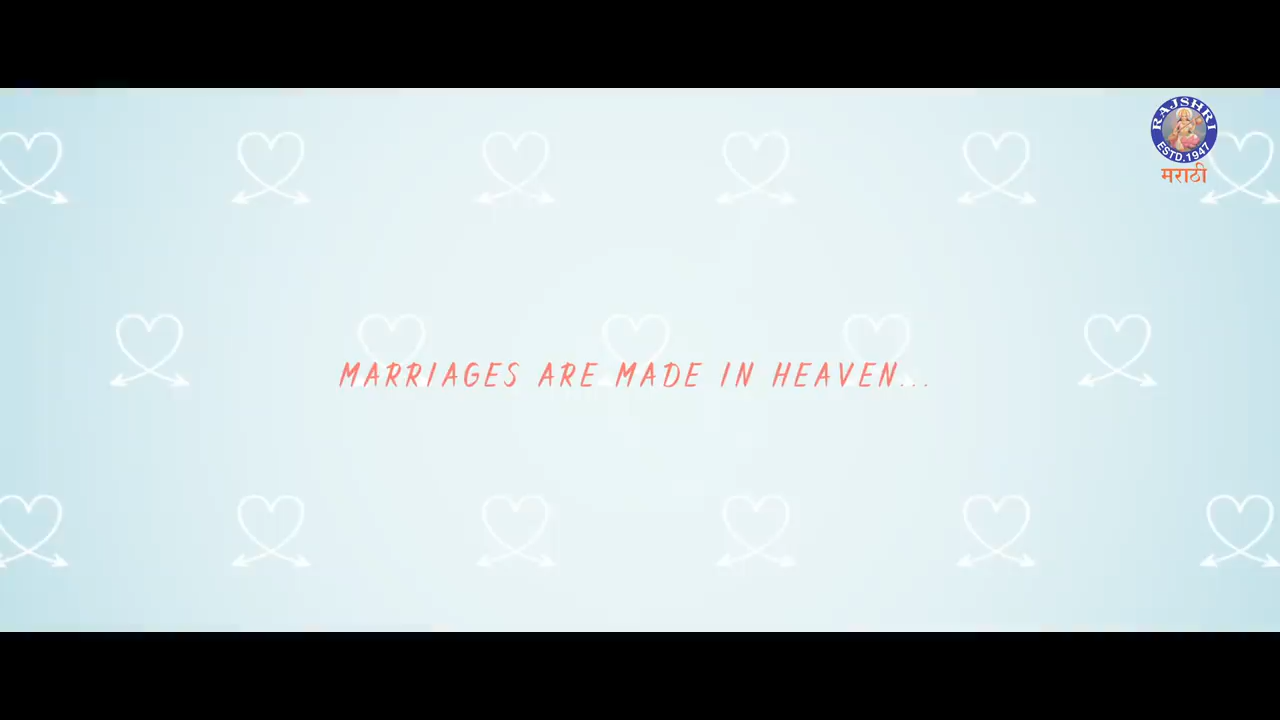 RAJSHRI
ESTD.1947
मराठी
MARRIAGES ARE MADE IN HEAVEN...